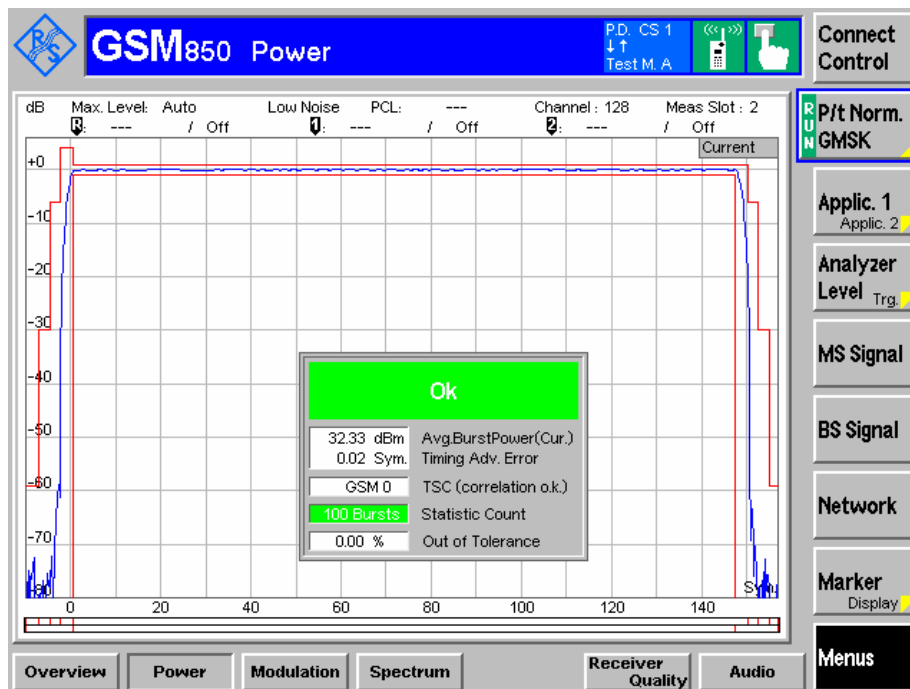 R S
GSM850 Power
P.D. CS 1
↓↑
Test M. A
Connect
Control
dB Max. Level: Auto Low Noise PCL: --- Channel : 128 Meas Slot : 2
R: --- / Off 1: --- / Off 2: --- / Off
Current
RUN
P/t Norm.
GMSK
+0
-10
-20
-30
-40
-50
-60
-70
-80
Applic. 1
Applic. 2
Analyzer
Level Trg.
MS Signal
BS Signal
Network
Marker
Display
Menus
Ok
32.33 dBm Avg.BurstPower(Cur.)
0.02 Sym. Timing Adv. Error
GSM 0 TSC (correlation o.k.)
100 Bursts Statistic Count
0.00 % Out of Tolerance
0 20 40 60 80 100 120 140
Overview Power Modulation Spectrum Receiver Quality Audio